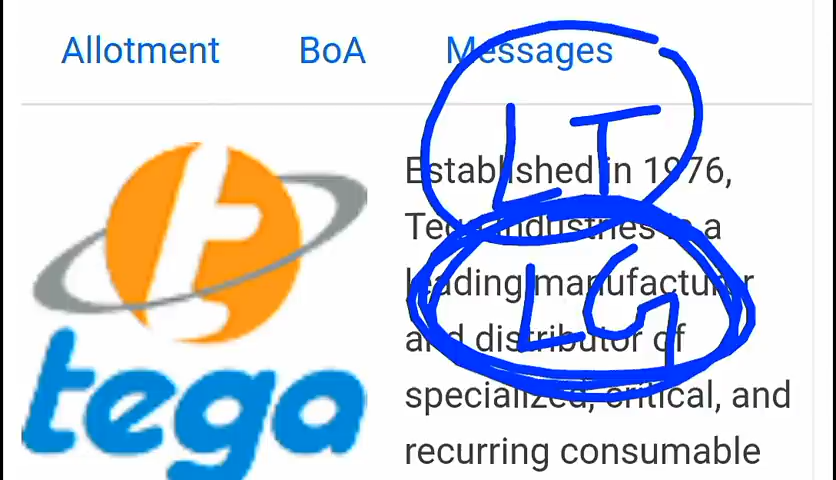 Allotment BoA Messages
LT
Established in 1976,
Tega Industries is a
LG
leading manufacturer
and distributor of
tega
specialized, critical, and
recurring consumable